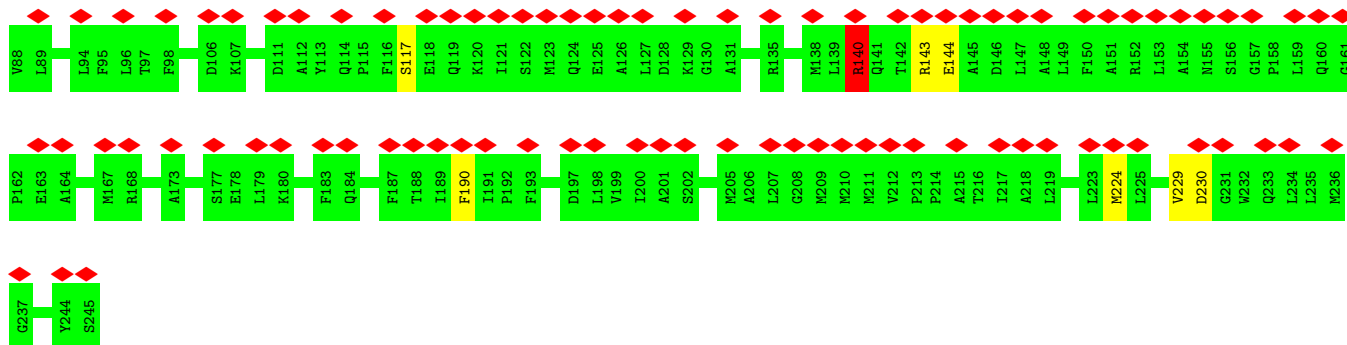 V88 L89 L94 F95 L96 T97 F98 D106 K107 D111 A112 Y113 Q114 P115 F116 S117 E118 Q119 K120 I121 S122 M123 Q124 E125 A126 L127 D128 K129 G130 A131 R135 M138 L139 R140 Q141 T142 R143 E144 A145 D146 L147 A148 L149 F150 A151 R152 L153 A154 N155 S156 G157 P158 L159 Q160 G161
P162 E163 A164 M167 R168 A173 S177 E178 L179 K180 F183 Q184 F187 T188 I189 F190 I191 P192 F193 D197 L198 V199 I200 A201 S202 M205 A206 L207 G208 M209 M210 M211 V212 P213 P214 A215 T216 I217 A218 L219 L223 M224 L225 V229 D230 G231 W232 Q233 L234 L235 M236
G237 Y244 S245